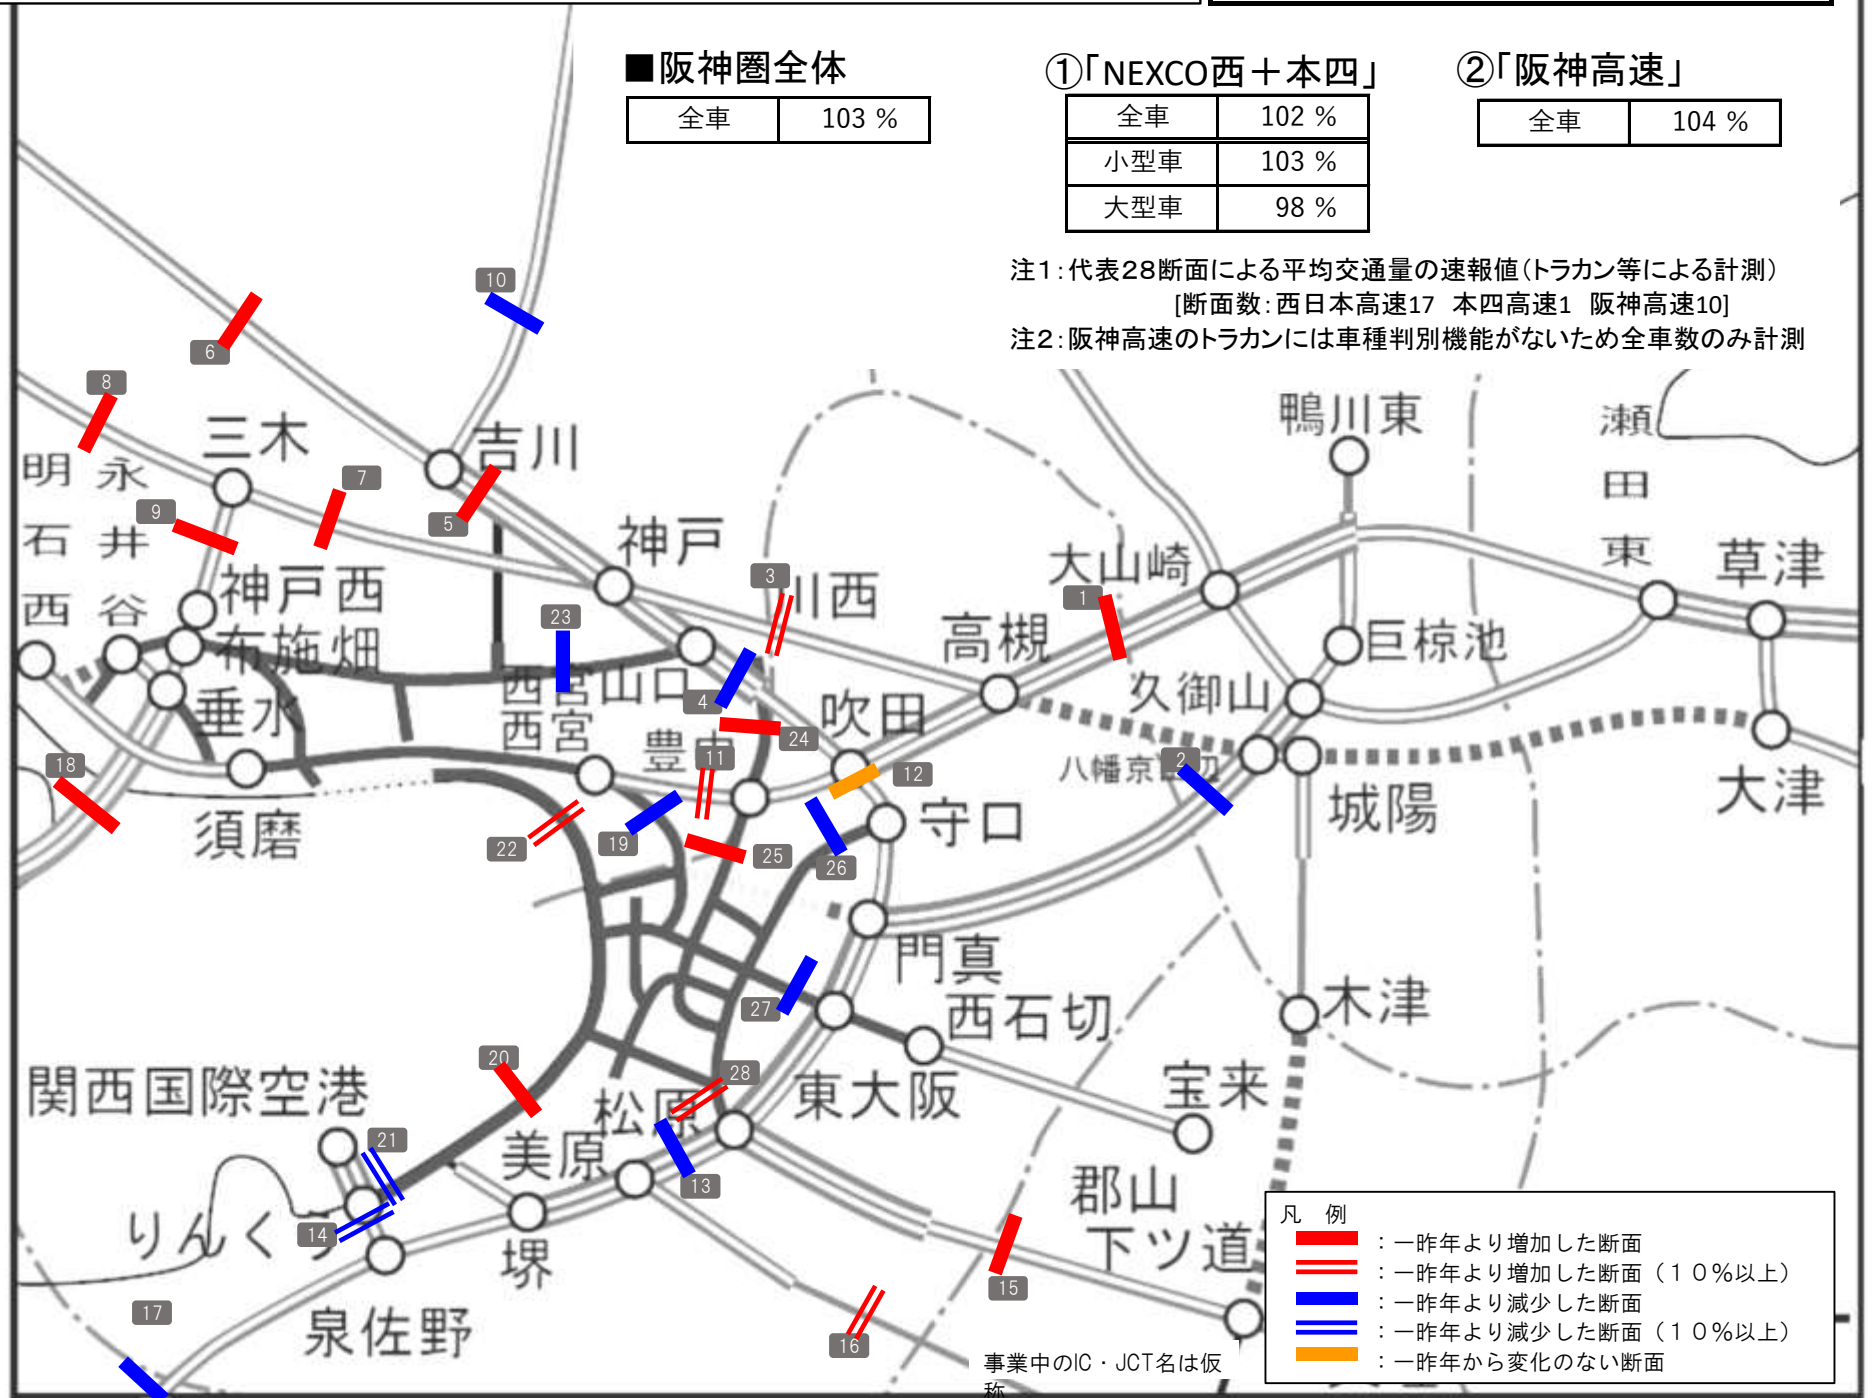 ■阪神圏全体
全車 103 %
①「NEXCO西＋本四」
全車 102 %
小型車 103 %
大型車 98 %
②「阪神高速」
全車 104 %
注１：代表２８断面による平均交通量の速報値（トラカン等による計測）
［断面数：西日本高速17　本四高速1　阪神高速10］
注２：阪神高速のトラカンには車種判別機能がないため全車数のみ計測
10
6
8
三木
吉川
鴨川東
瀬田東
明石西
永井谷
7
9
5
神戸
大山崎
草津
3
川西
1
神戸西
23
高槻
巨椋池
布施畑
西宮山口
4
久御山
垂水
西宮
吹田
24
豊中
11
12
18
八幡京田辺
2
大津
須磨
22
19
25
26
守口
城陽
門真
27
西石切
木津
20
関西国際空港
松原
28
東大阪
宝来
21
美原
13
郡山
りんくう
14
堺
下ツ道
15
17
泉佐野
16
事業中のIC・JCT名は仮
称
凡　例
：一昨年より増加した断面
：一昨年より増加した断面（１０％以上）
：一昨年より減少した断面
：一昨年より減少した断面（１０％以上）
：一昨年から変化のない断面